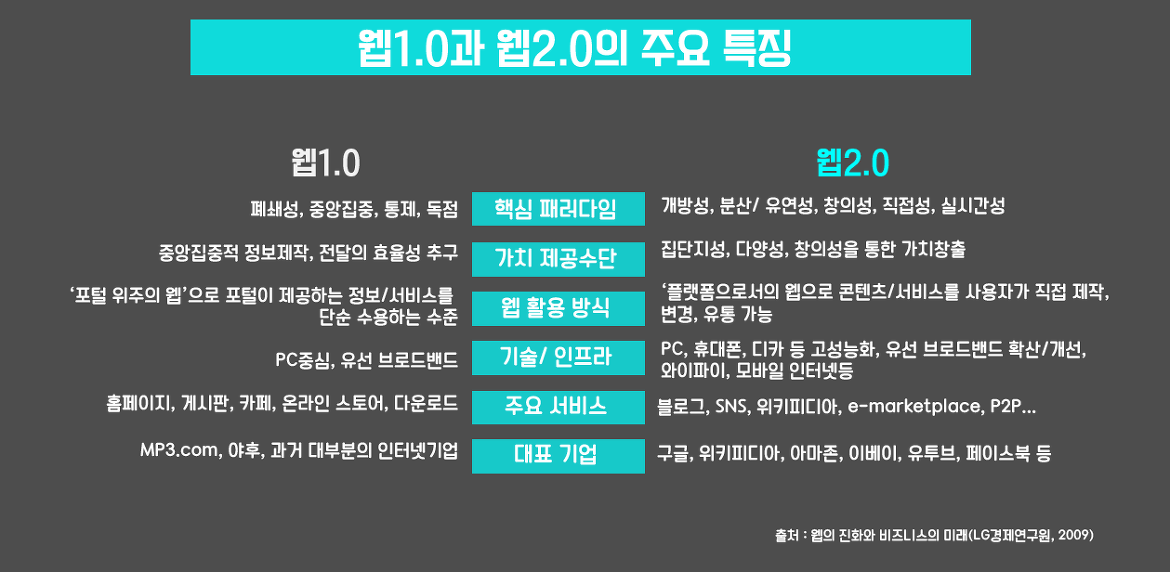 웹1.0과 웹2.0의 주요 특징
웹1.0
웹2.0
폐쇄성, 중앙집중, 통제, 독점
핵심 패러다임
개방성, 분산/ 유연성, 창의성, 직접성, 실시간성
중앙집중적 정보제작, 전달의 효율성 추구
가치 제공수단
집단지성, 다양성, 창의성을 통한 가치창출
‘포털 위주의 웹’으로 포털이 제공하는 정보/서비스를
단순 수용하는 수준
웹 활용 방식
‘플랫폼으로서의 웹으로 콘텐츠/서비스를 사용자가 직접 제작,
변경, 유통 가능
PC중심, 유선 브로드밴드
기술/ 인프라
PC, 휴대폰, 디카 등 고성능화, 유선 브로드밴드 확산/개선,
와이파이, 모바일 인터넷등
홈페이지, 게시판, 카페, 온라인 스토어, 다운로드
주요 서비스
블로그, SNS, 위키피디아, e-marketplace, P2P...
MP3.com, 야후, 과거 대부분의 인터넷기업
대표 기업
구글, 위키피디아, 아마존, 이베이, 유투브, 페이스북 등
출처 : 웹의 진화와 비즈니스의 미래(LG경제연구원, 2009)